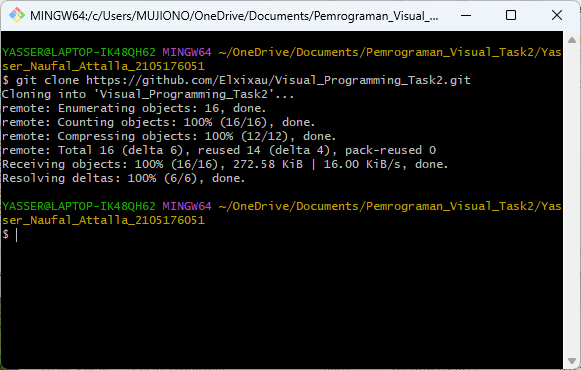 MINGW64:/c/Users/MUJIONO/OneDrive/Documents/Pemrograman_Visual_...
YASSER@LAPTOP-IK48QH62 MINGW64 ~/OneDrive/Documents/Pemrograman_Visual_Task2/Yas
ser_Naufal_Attalla_2105176051
$ git clone https://github.com/Elxixau/Visual_Programming_Task2.git
Cloning into 'Visual_Programming_Task2'...
remote: Enumerating objects: 16, done.
remote: Counting objects: 100% (16/16), done.
remote: Compressing objects: 100% (12/12), done.
remote: Total 16 (delta 6), reused 14 (delta 4), pack-reused 0
Receiving objects: 100% (16/16), 272.58 KiB | 16.00 KiB/s, done.
Resolving deltas: 100% (6/6), done.
YASSER@LAPTOP-IK48QH62 MINGW64 ~/OneDrive/Documents/Pemrograman_Visual_Task2/Yas
ser_Naufal_Attalla_2105176051
$